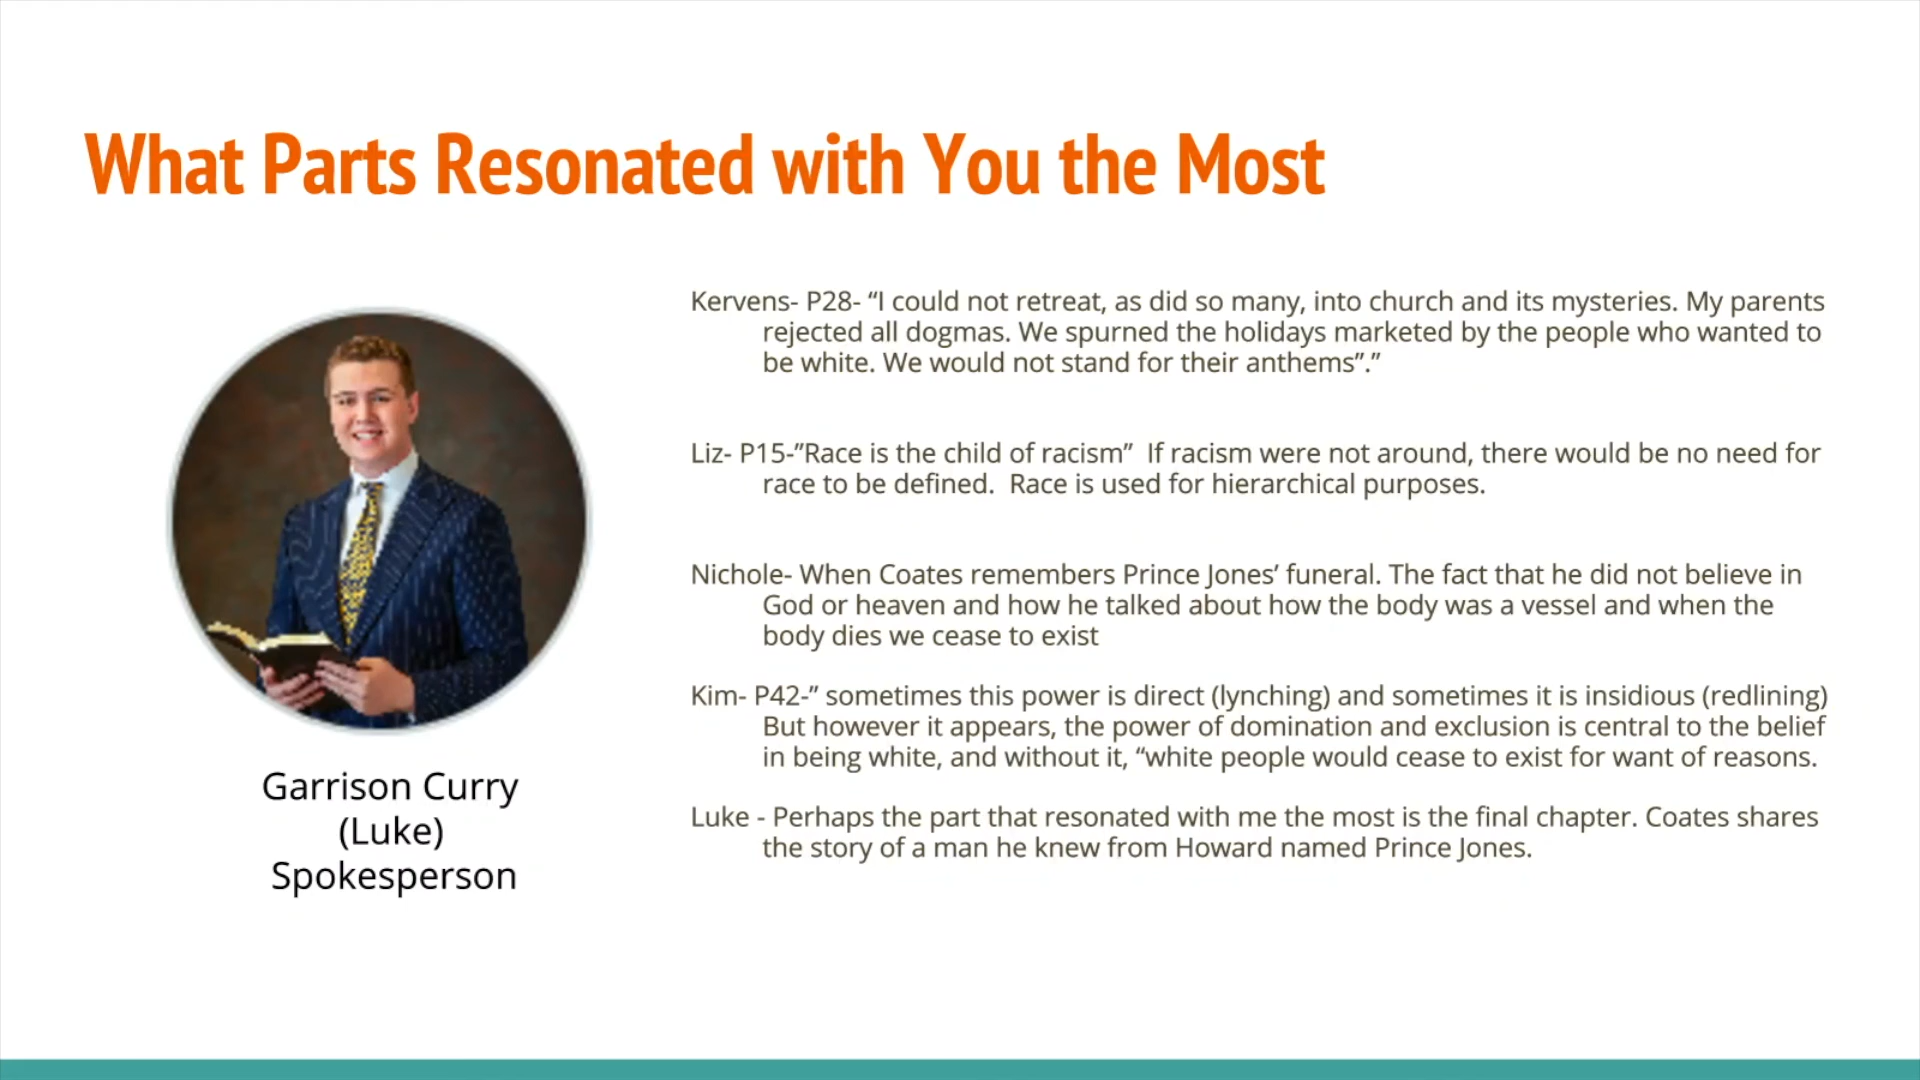 What Parts Resonated with You the Most
Kervens- P28- “I could not retreat, as did so many, into church and its mysteries. My parents
rejected all dogmas. We spurned the holidays marketed by the people who wanted to
be white. We would not stand for their anthems”.”
Liz- P15-”Race is the child of racism”  If racism were not around, there would be no need for
race to be defined.  Race is used for hierarchical purposes.
Nichole- When Coates remembers Prince Jones’ funeral. The fact that he did not believe in
God or heaven and how he talked about how the body was a vessel and when the
body dies we cease to exist
Kim- P42-” sometimes this power is direct (lynching) and sometimes it is insidious (redlining)
But however it appears, the power of domination and exclusion is central to the belief
in being white, and without it, “white people would cease to exist for want of reasons.
Luke - Perhaps the part that resonated with me the most is the final chapter. Coates shares
the story of a man he knew from Howard named Prince Jones.
Garrison Curry
(Luke)
Spokesperson